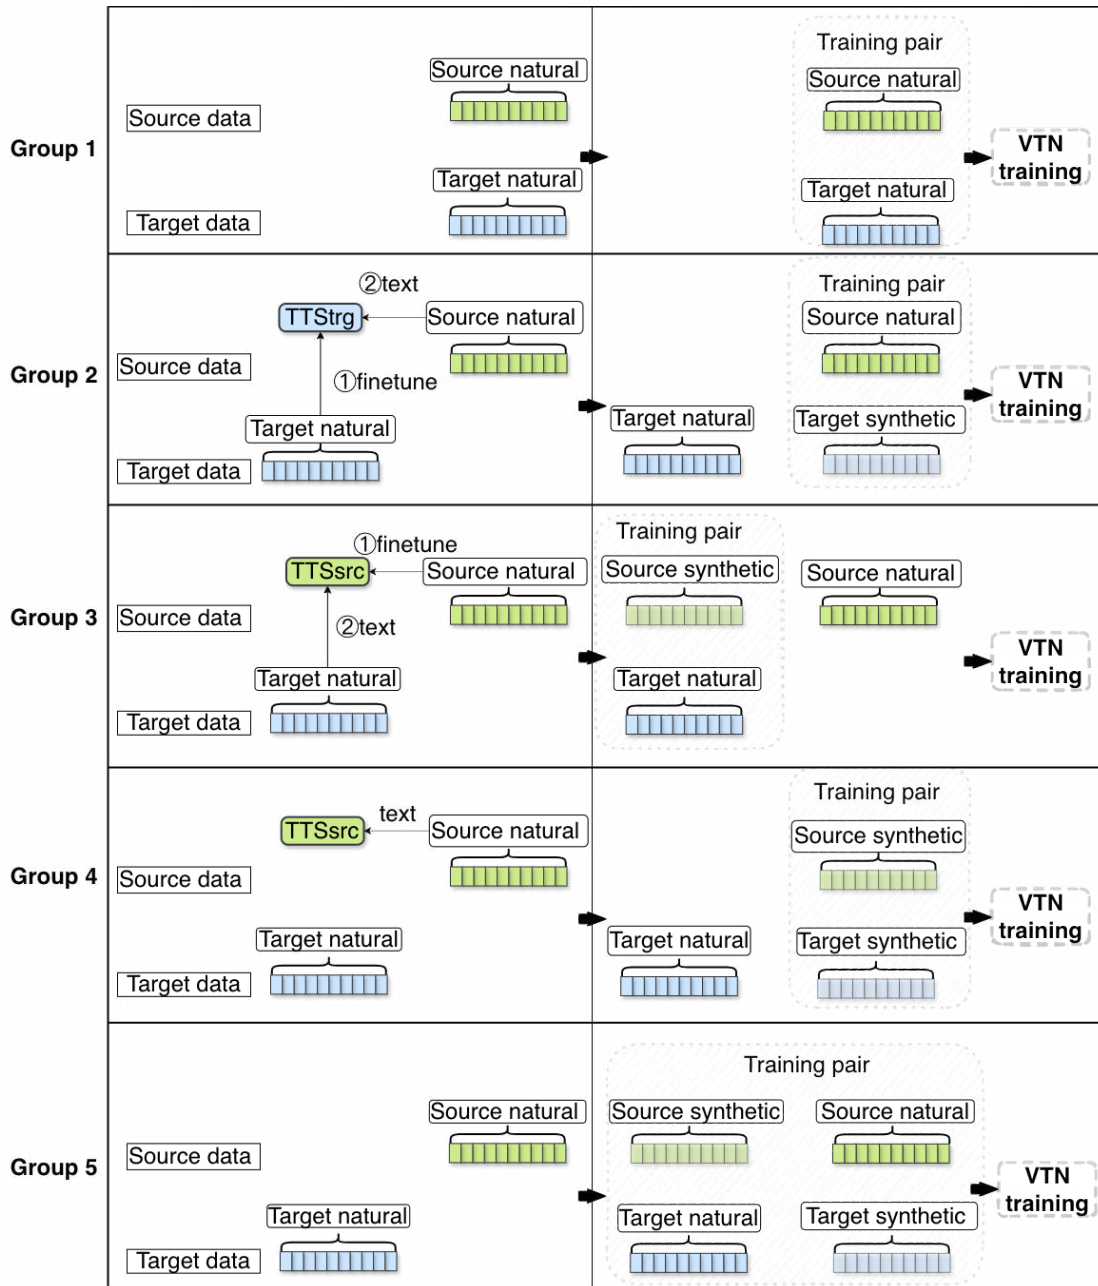 Group 1
Source data
Target data
Source natural
Target natural
Training pair
Source natural
Target natural
VTN
training
Group 2
Source data
Target data
②text
TTStrg
Source natural
①finetune
Target natural
Target natural
Training pair
Source natural
Target synthetic
VTN
training
Group 3
Source data
Target data
①finetune
TTSsrc
Source natural
②text
Target natural
Training pair
Source synthetic
Target natural
Source natural
VTN
training
Group 4
Source data
Target data
text
TTSsrc
Source natural
Target natural
Target natural
Training pair
Source synthetic
Target synthetic
VTN
training
Group 5
Source data
Target data
Source natural
Target natural
Training pair
Source synthetic
Source natural
Target natural
Target synthetic
VTN
training